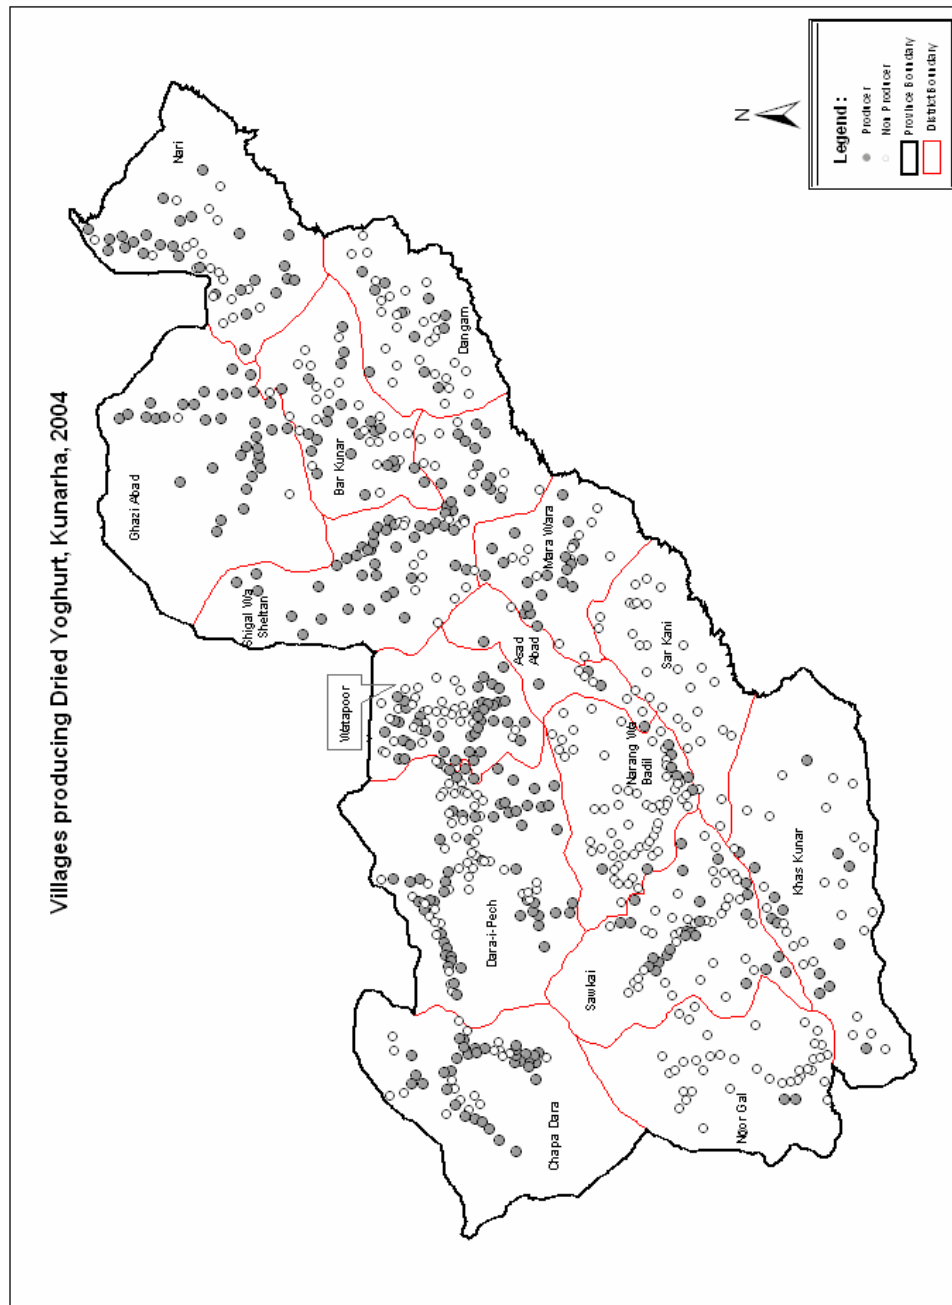 Villages producing Dried Yoghurt, Kunarha, 2004
Nari
Ghazi Abad
Bar Kunar
Dangam
Shigal Wa
Sheltan
Watapoor
Asad
Abad
Mara Wara
Sar Kani
Narang Wa
Badil
Dara-i-Pech
Khas Kunar
Sawkai
Chapa Dara
Noor Gal
N
Legend :
Producer
Non Producer
Province Boundary
District Boundary